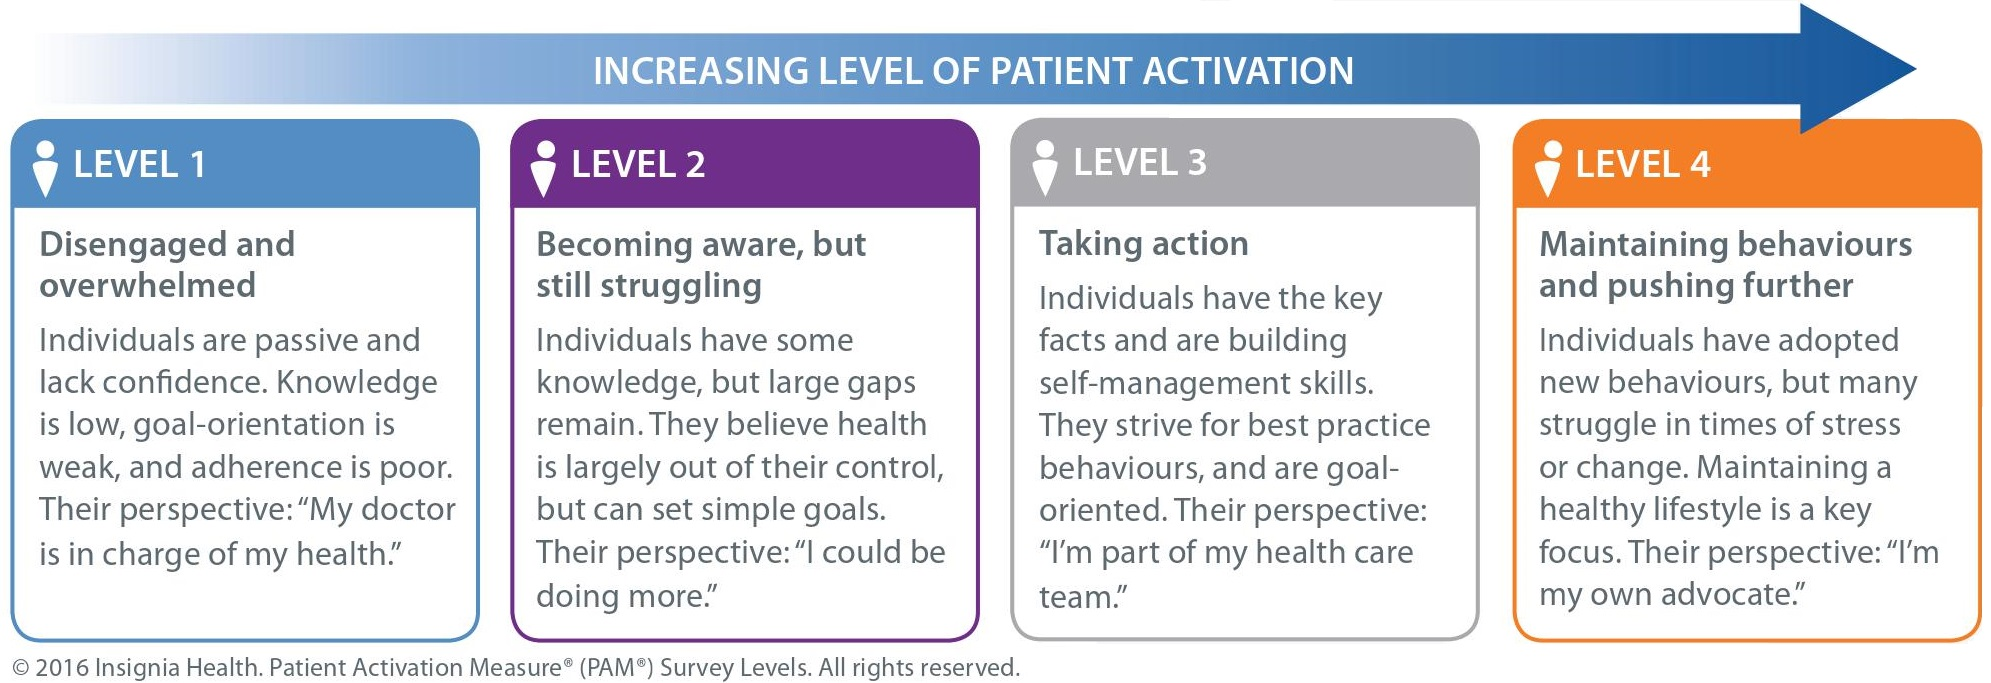 INCREASING LEVEL OF PATIENT ACTIVATION
LEVEL 1
Disengaged and
overwhelmed
Individuals are passive and
lack confidence. Knowledge
is low, goal-orientation is
weak, and adherence is poor.
Their perspective: “My doctor
is in charge of my health.”
LEVEL 2
Becoming aware, but
still struggling
Individuals have some
knowledge, but large gaps
remain. They believe health
is largely out of their control,
but can set simple goals.
Their perspective: “I could be
doing more.”
LEVEL 3
Taking action
Individuals have the key
facts and are building
self-management skills.
They strive for best practice
behaviours, and are goal-
oriented. Their perspective:
“I’m part of my health care
team.”
LEVEL 4
Maintaining behaviours
and pushing further
Individuals have adopted
new behaviours, but many
struggle in times of stress
or change. Maintaining a
healthy lifestyle is a key
focus. Their perspective: “I’m
my own advocate.”
© 2016 Insignia Health. Patient Activation Measure® (PAM®) Survey Levels. All rights reserved.